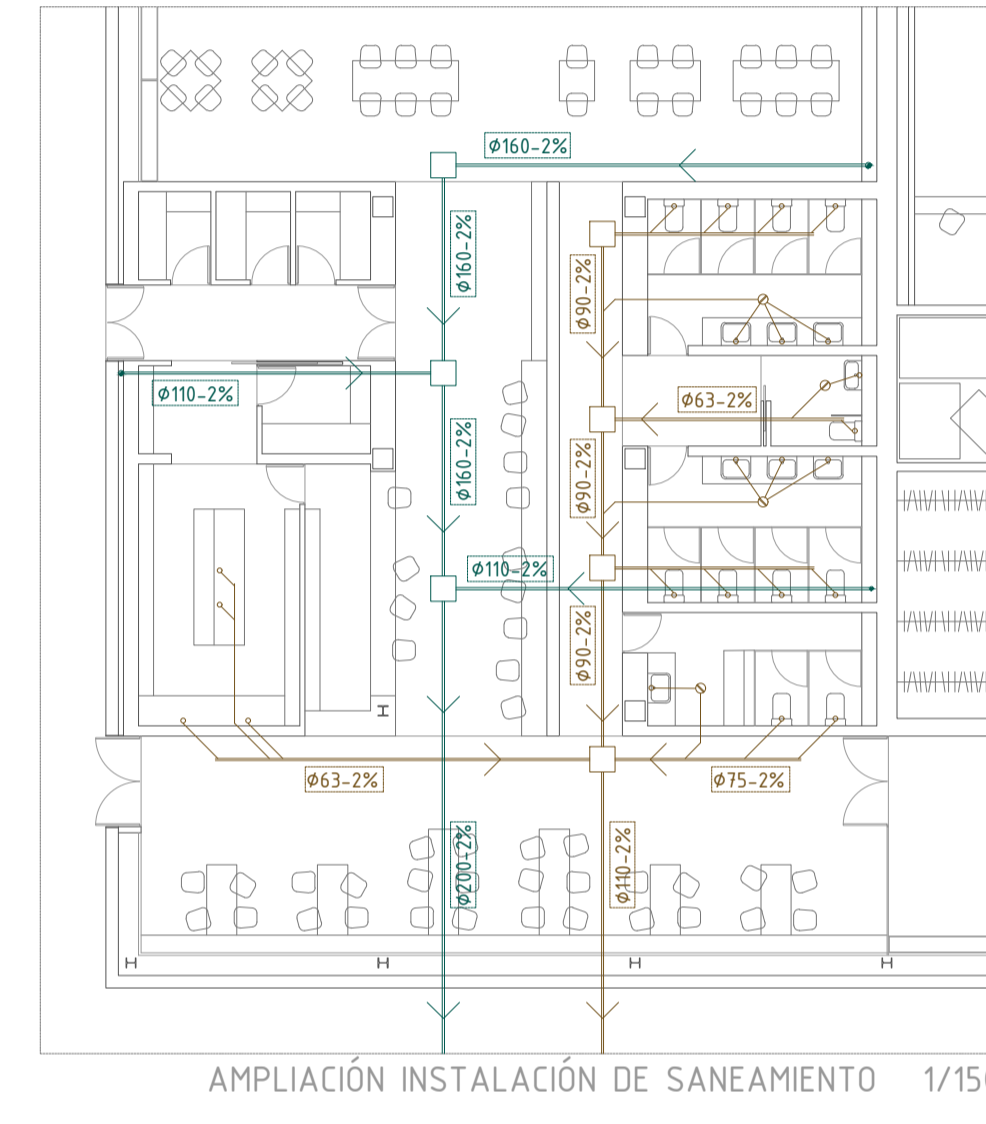 Ø160-2%
Ø160-2%
Ø90-2%
Ø110-2%
Ø63-2%
Ø160-2%
Ø90-2%
Ø110-2%
Ø90-2%
Ø63-2%
Ø75-2%
Ø200-2%
Ø110-2%
AMPLIACIÓN INSTALACIÓN DE SANEAMIENTO